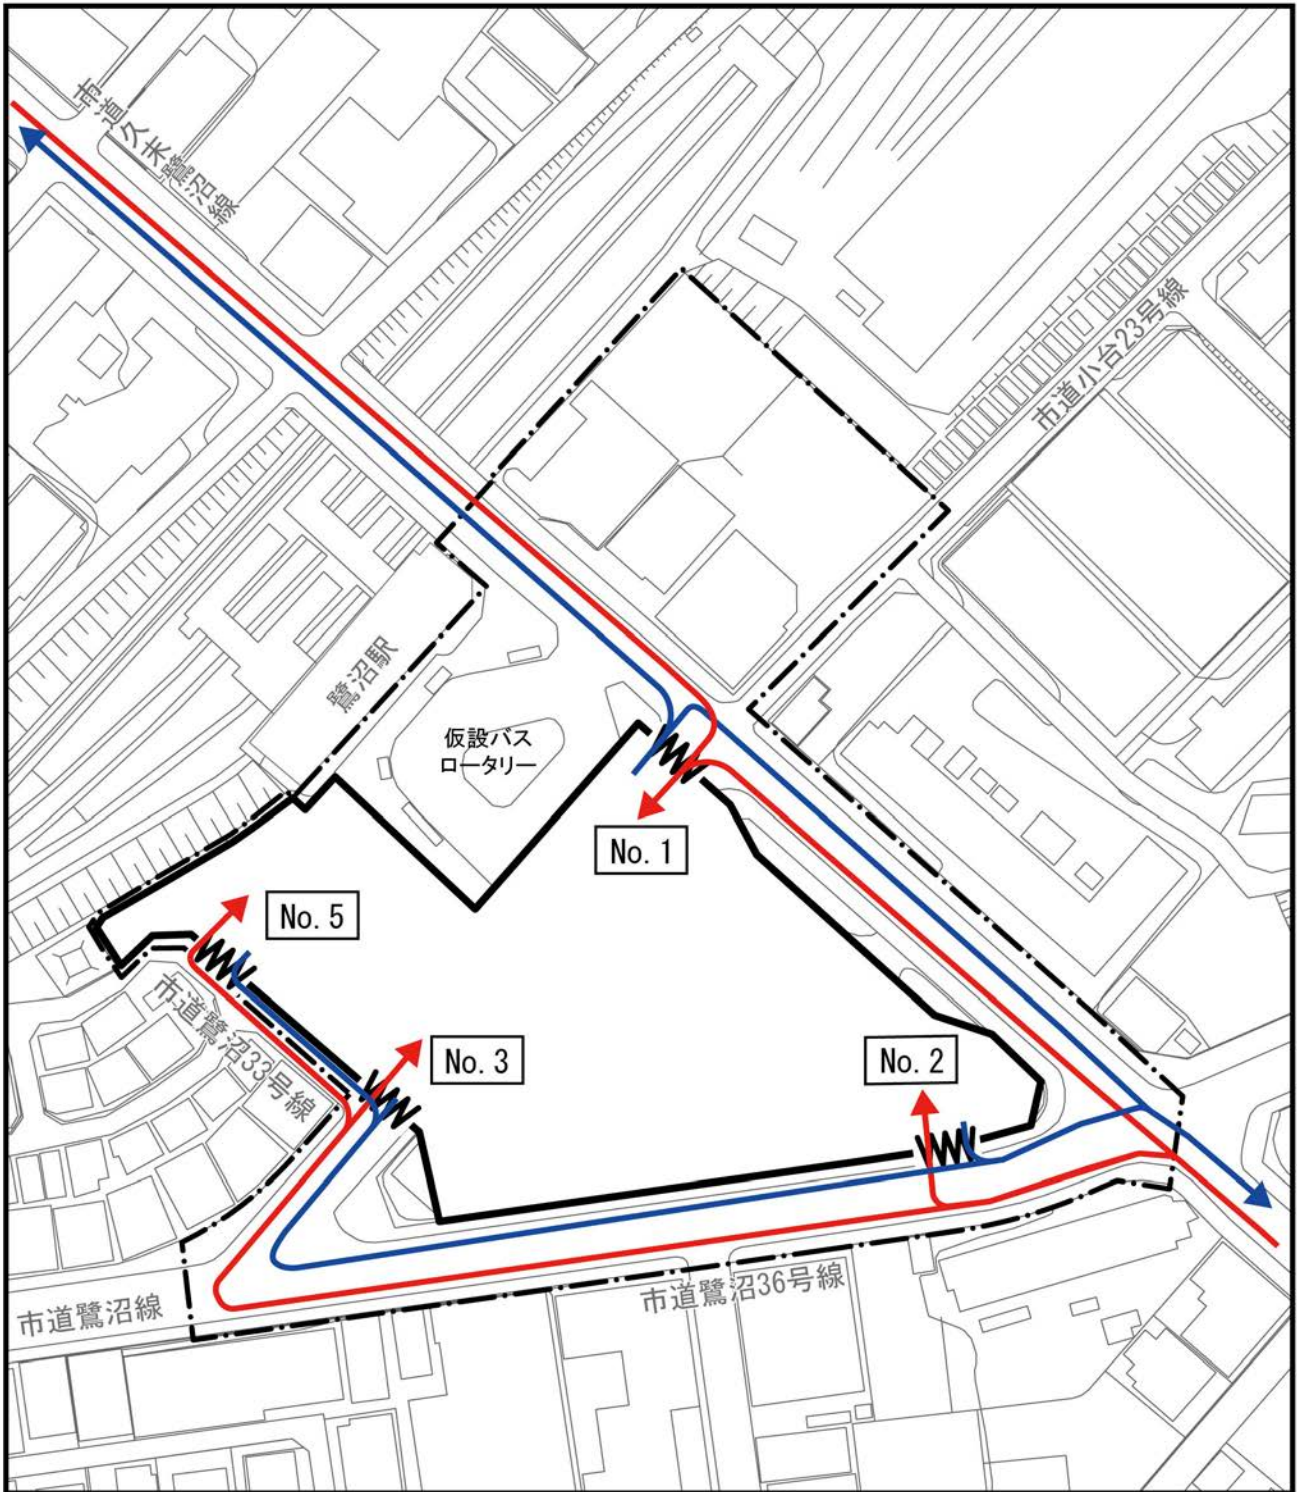 市道久末鷺沼線
市道小台23号線
鷺沼駅
仮設バス
ロータリー
No. 1
No. 5
市道鷺沼33号線
No. 3
No. 2
市道鷺沼36号線
市道鷺沼線